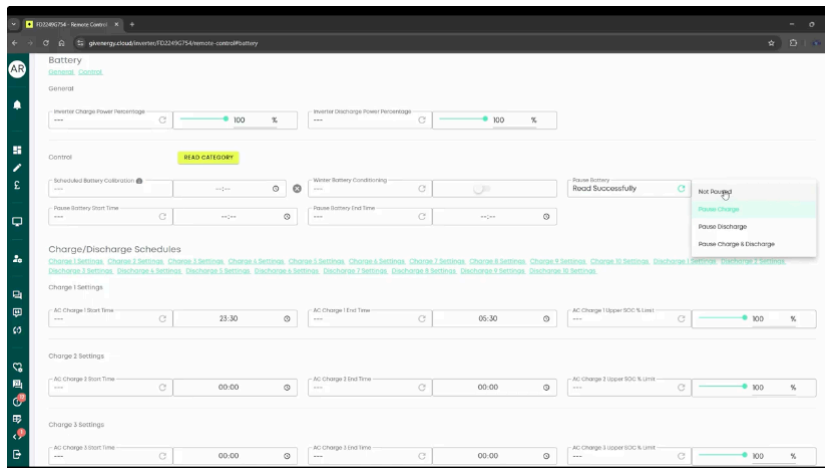 FD2249G754 - Remote Control
givenergy.cloud/inverter/FD2249G754/remote-control#battery
AR
Battery
General Control
General
Inverter Charge Power Percentage
--- 100 %
Inverter Discharge Power Percentage
--- 100 %
Control READ CATEGORY
Scheduled Battery Calibration
--- --:--
Winter Battery Conditioning
---
Pause Battery
Read Successfully
Not Paused
Pause Charge
Pause Discharge
Pause Charge & Discharge
Pause Battery Start Time
--- --:--
Pause Battery End Time
--- --:--
Charge/Discharge Schedules
Charge 1 Settings Charge 2 Settings Charge 3 Settings Charge 4 Settings Charge 5 Settings Charge 6 Settings Charge 7 Settings Charge 8 Settings Charge 9 Settings Charge 10 Settings Discharge 1 Settings Discharge 2 Settings
Discharge 3 Settings Discharge 4 Settings Discharge 5 Settings Discharge 6 Settings Discharge 7 Settings Discharge 8 Settings Discharge 9 Settings Discharge 10 Settings
Charge 1 Settings
AC Charge 1 Start Time
--- 23:30
AC Charge 1 End Time
--- 05:30
AC Charge 1 Upper SOC % Limit
--- 100 %
Charge 2 Settings
AC Charge 2 Start Time
--- 00:00
AC Charge 2 End Time
--- 00:00
AC Charge 2 Upper SOC % Limit
--- 100 %
Charge 3 Settings
AC Charge 3 Start Time
--- 00:00
AC Charge 3 End Time
--- 00:00
AC Charge 3 Upper SOC % Limit
--- 100 %